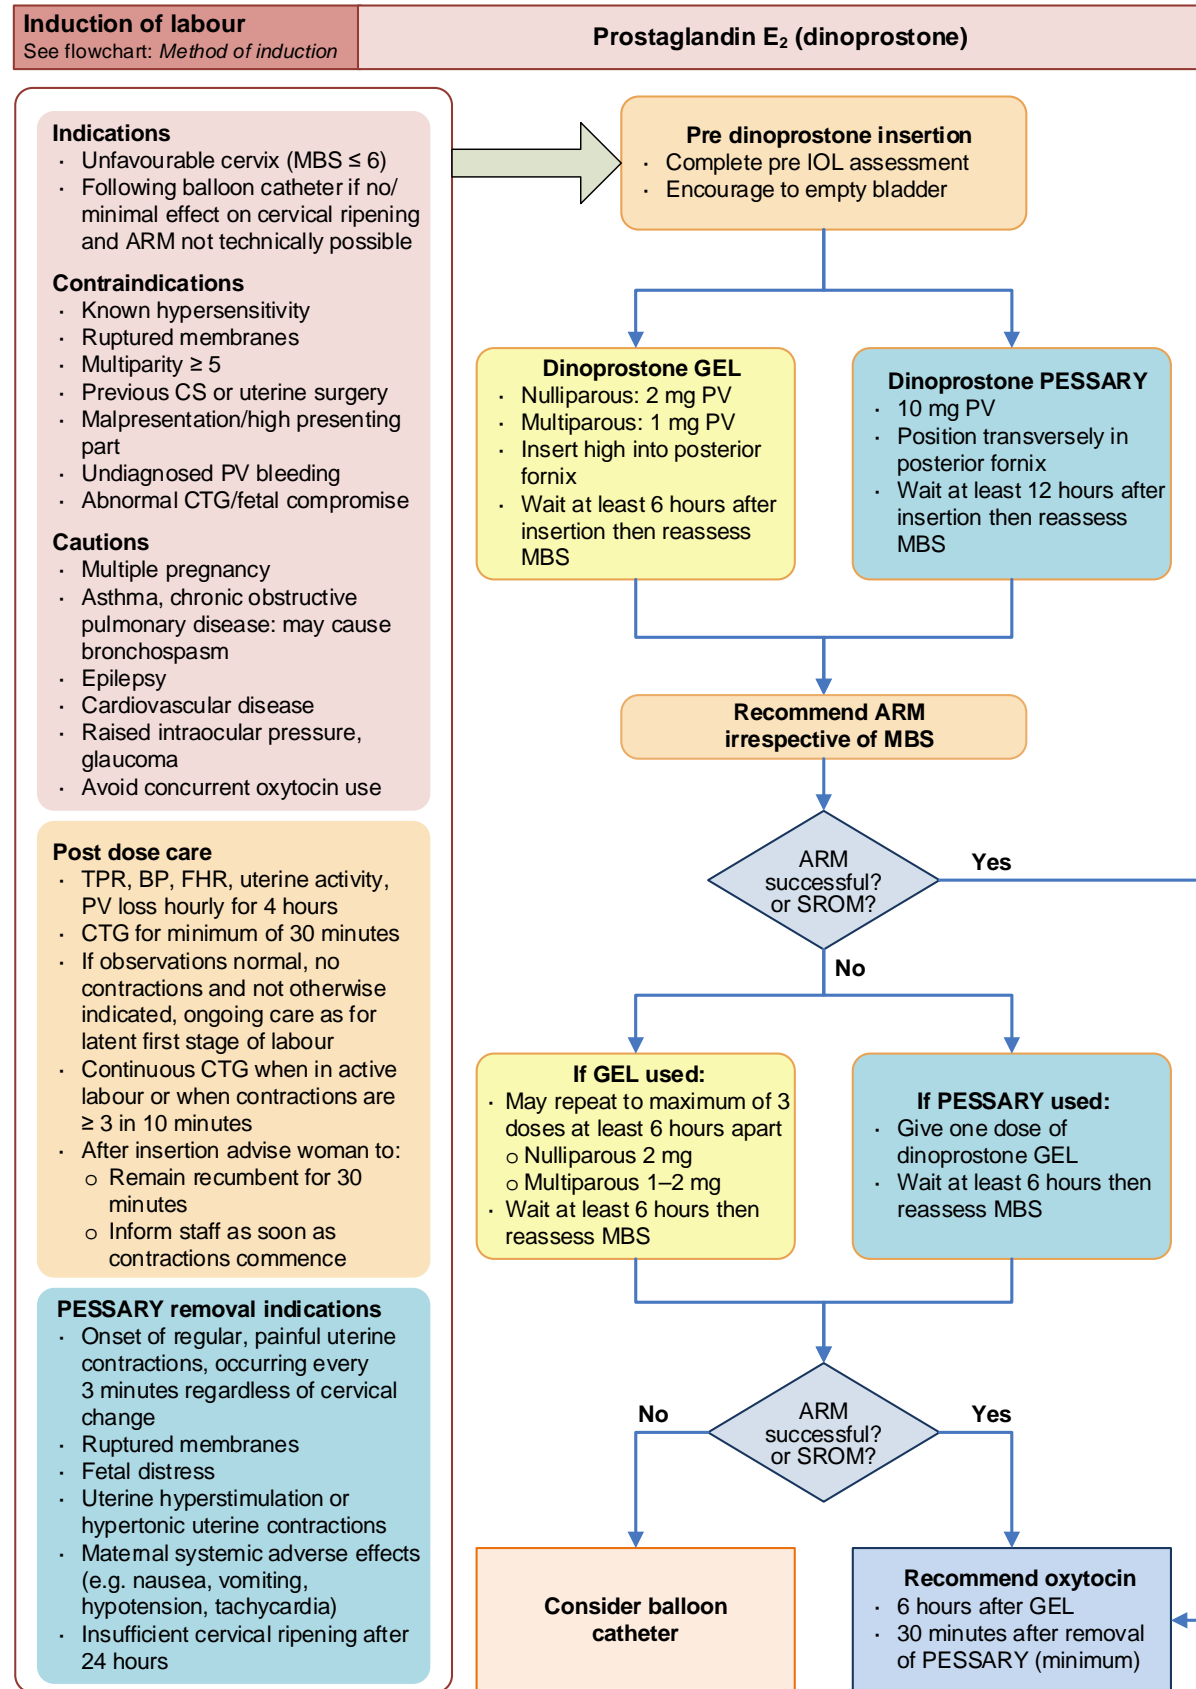 Induction of labour
See flowchart: Method of induction
Prostaglandin E₂ (dinoprostone)
Indications
· Unfavourable cervix (MBS ≤ 6)
· Following balloon catheter if no/
minimal effect on cervical ripening
and ARM not technically possible
Contraindications
· Known hypersensitivity
· Ruptured membranes
· Multiparity ≥ 5
· Previous CS or uterine surgery
· Malpresentation/high presenting
part
· Undiagnosed PV bleeding
· Abnormal CTG/fetal compromise
Cautions
· Multiple pregnancy
· Asthma, chronic obstructive
pulmonary disease: may cause
bronchospasm
· Epilepsy
· Cardiovascular disease
· Raised intraocular pressure,
glaucoma
· Avoid concurrent oxytocin use
Post dose care
· TPR, BP, FHR, uterine activity,
PV loss hourly for 4 hours
· CTG for minimum of 30 minutes
· If observations normal, no
contractions and not otherwise
indicated, ongoing care as for
latent first stage of labour
· Continuous CTG when in active
labour or when contractions are
≥ 3 in 10 minutes
· After insertion advise woman to:
o Remain recumbent for 30
minutes
o Inform staff as soon as
contractions commence
PESSARY removal indications
· Onset of regular, painful uterine
contractions, occurring every
3 minutes regardless of cervical
change
· Ruptured membranes
· Fetal distress
· Uterine hyperstimulation or
hypertonic uterine contractions
· Maternal systemic adverse effects
(e.g. nausea, vomiting,
hypotension, tachycardia)
· Insufficient cervical ripening after
24 hours
Pre dinoprostone insertion
· Complete pre IOL assessment
· Encourage to empty bladder
Dinoprostone GEL
· Nulliparous: 2 mg PV
· Multiparous: 1 mg PV
· Insert high into posterior
fornix
· Wait at least 6 hours after
insertion then reassess
MBS
Dinoprostone PESSARY
· 10 mg PV
· Position transversely in
posterior fornix
· Wait at least 12 hours after
insertion then reassess
MBS
Recommend ARM
irrespective of MBS
ARM
successful?
or SROM?
Yes
No
If GEL used:
· May repeat to maximum of 3
doses at least 6 hours apart
o Nulliparous 2 mg
o Multiparous 1–2 mg
· Wait at least 6 hours then
reassess MBS
If PESSARY used:
· Give one dose of
dinoprostone GEL
· Wait at least 6 hours then
reassess MBS
ARM
successful?
or SROM?
No
Yes
Consider balloon
catheter
Recommend oxytocin
· 6 hours after GEL
· 30 minutes after removal
of PESSARY (minimum)